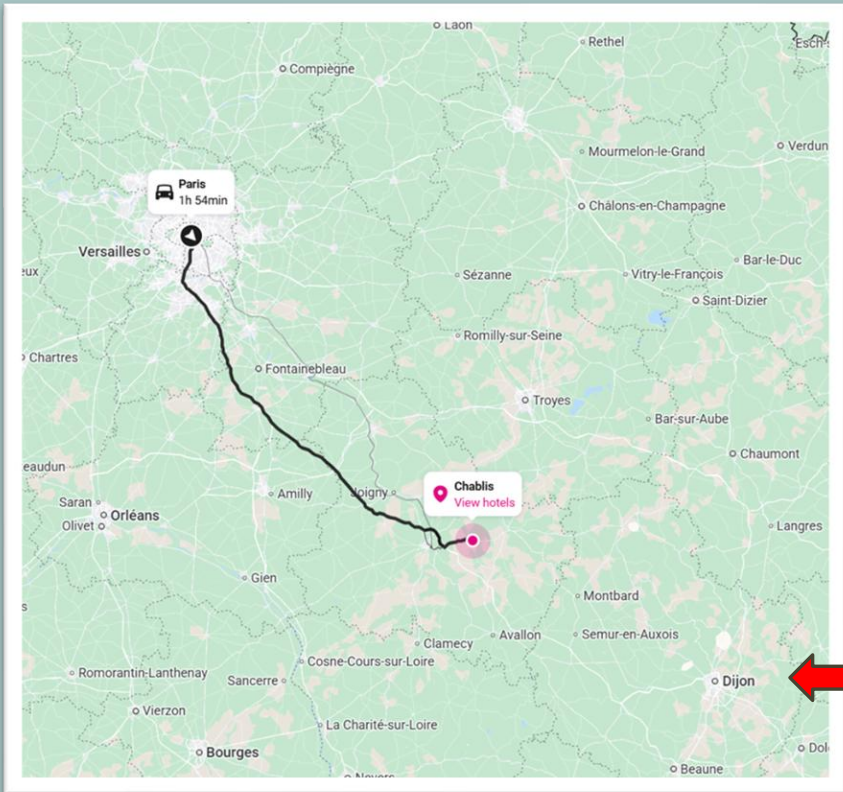 Laon
Rethel
Esch-s
Compiègne
Mourmelon-le-Grand
Verdun
Paris
1h 54min
Châlons-en-Champagne
Versailles
eux
Sézanne
Vitry-le-François
Bar-le-Duc
Saint-Dizier
Romilly-sur-Seine
Chartres
Fontainebleau
Troyes
Bar-sur-Aube
Chaumont
eaudun
Amilly
Joigny
Chablis
View hotels
Saran
Orléans
Olivet
Langres
Gien
Montbard
s
Clamecy
Avallon
Semur-en-Auxois
Cosne-Cours-sur-Loire
Romorantin-Lanthenay
Sancerre
Dijon
Vierzon
La Charité-sur-Loire
Bourges
Dol
Nevers
Beaune